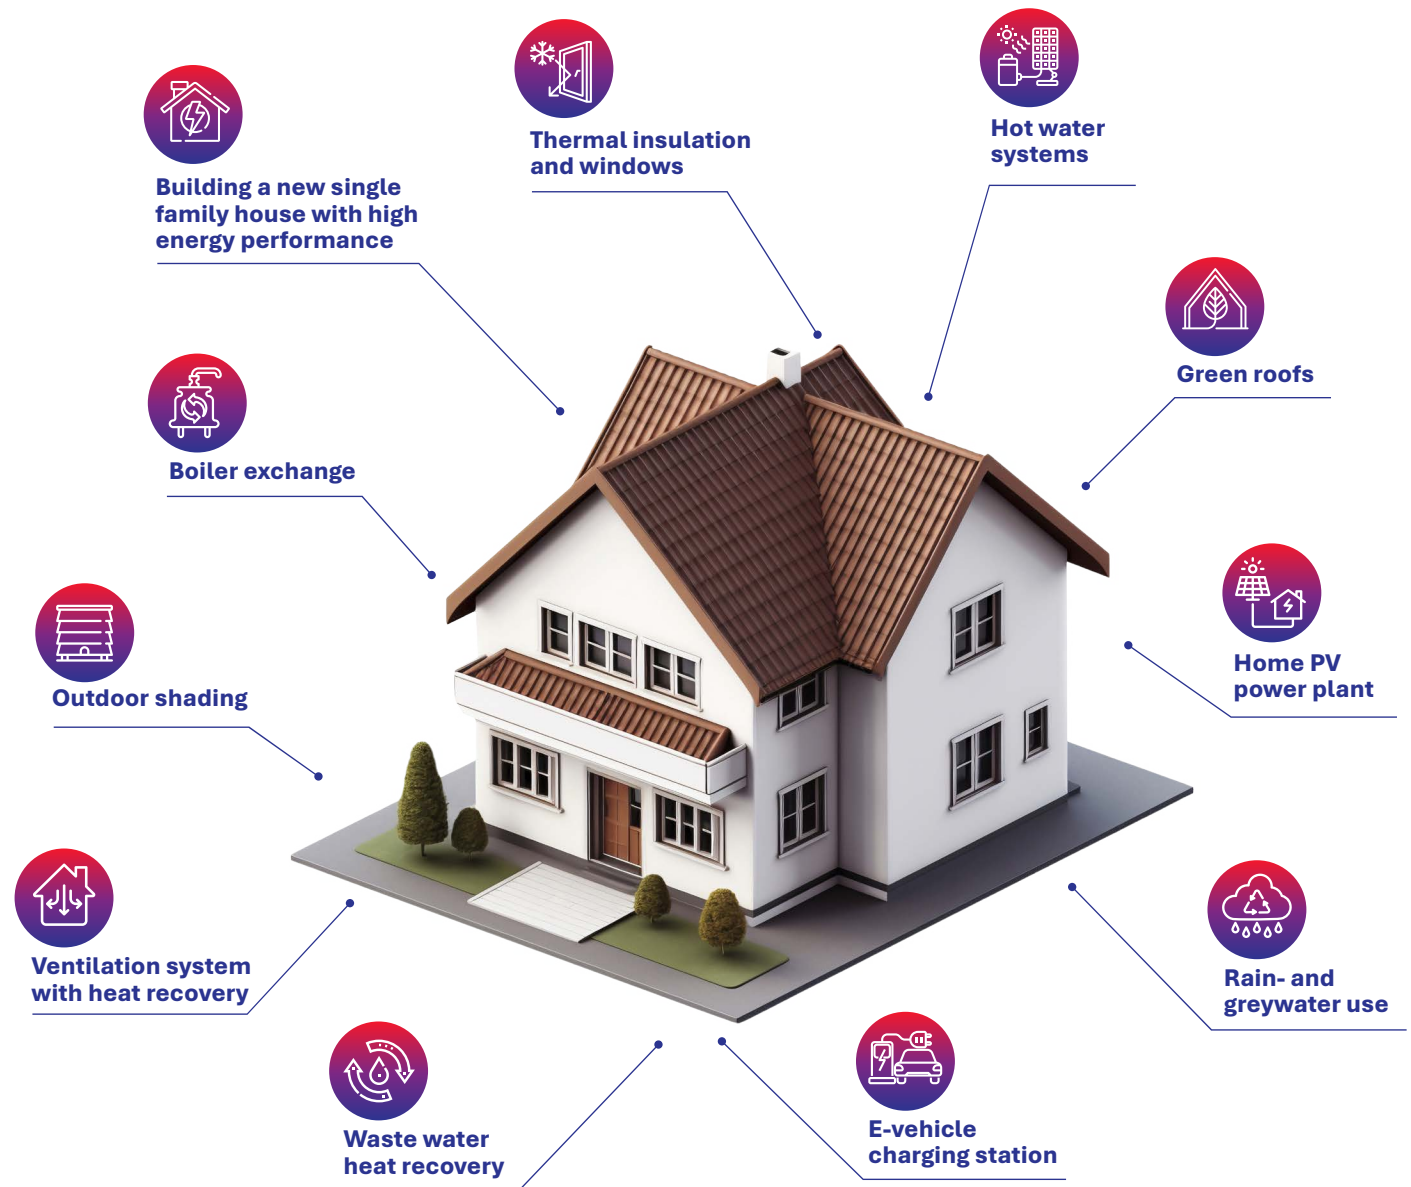 Thermal insulation
and windows
Hot water
systems
Building a new single
family house with high
energy performance
Green roofs
Boiler exchange
Home PV
power plant
Outdoor shading
Ventilation system
with heat recovery
Rain- and
greywater use
Waste water
heat recovery
E-vehicle
charging station